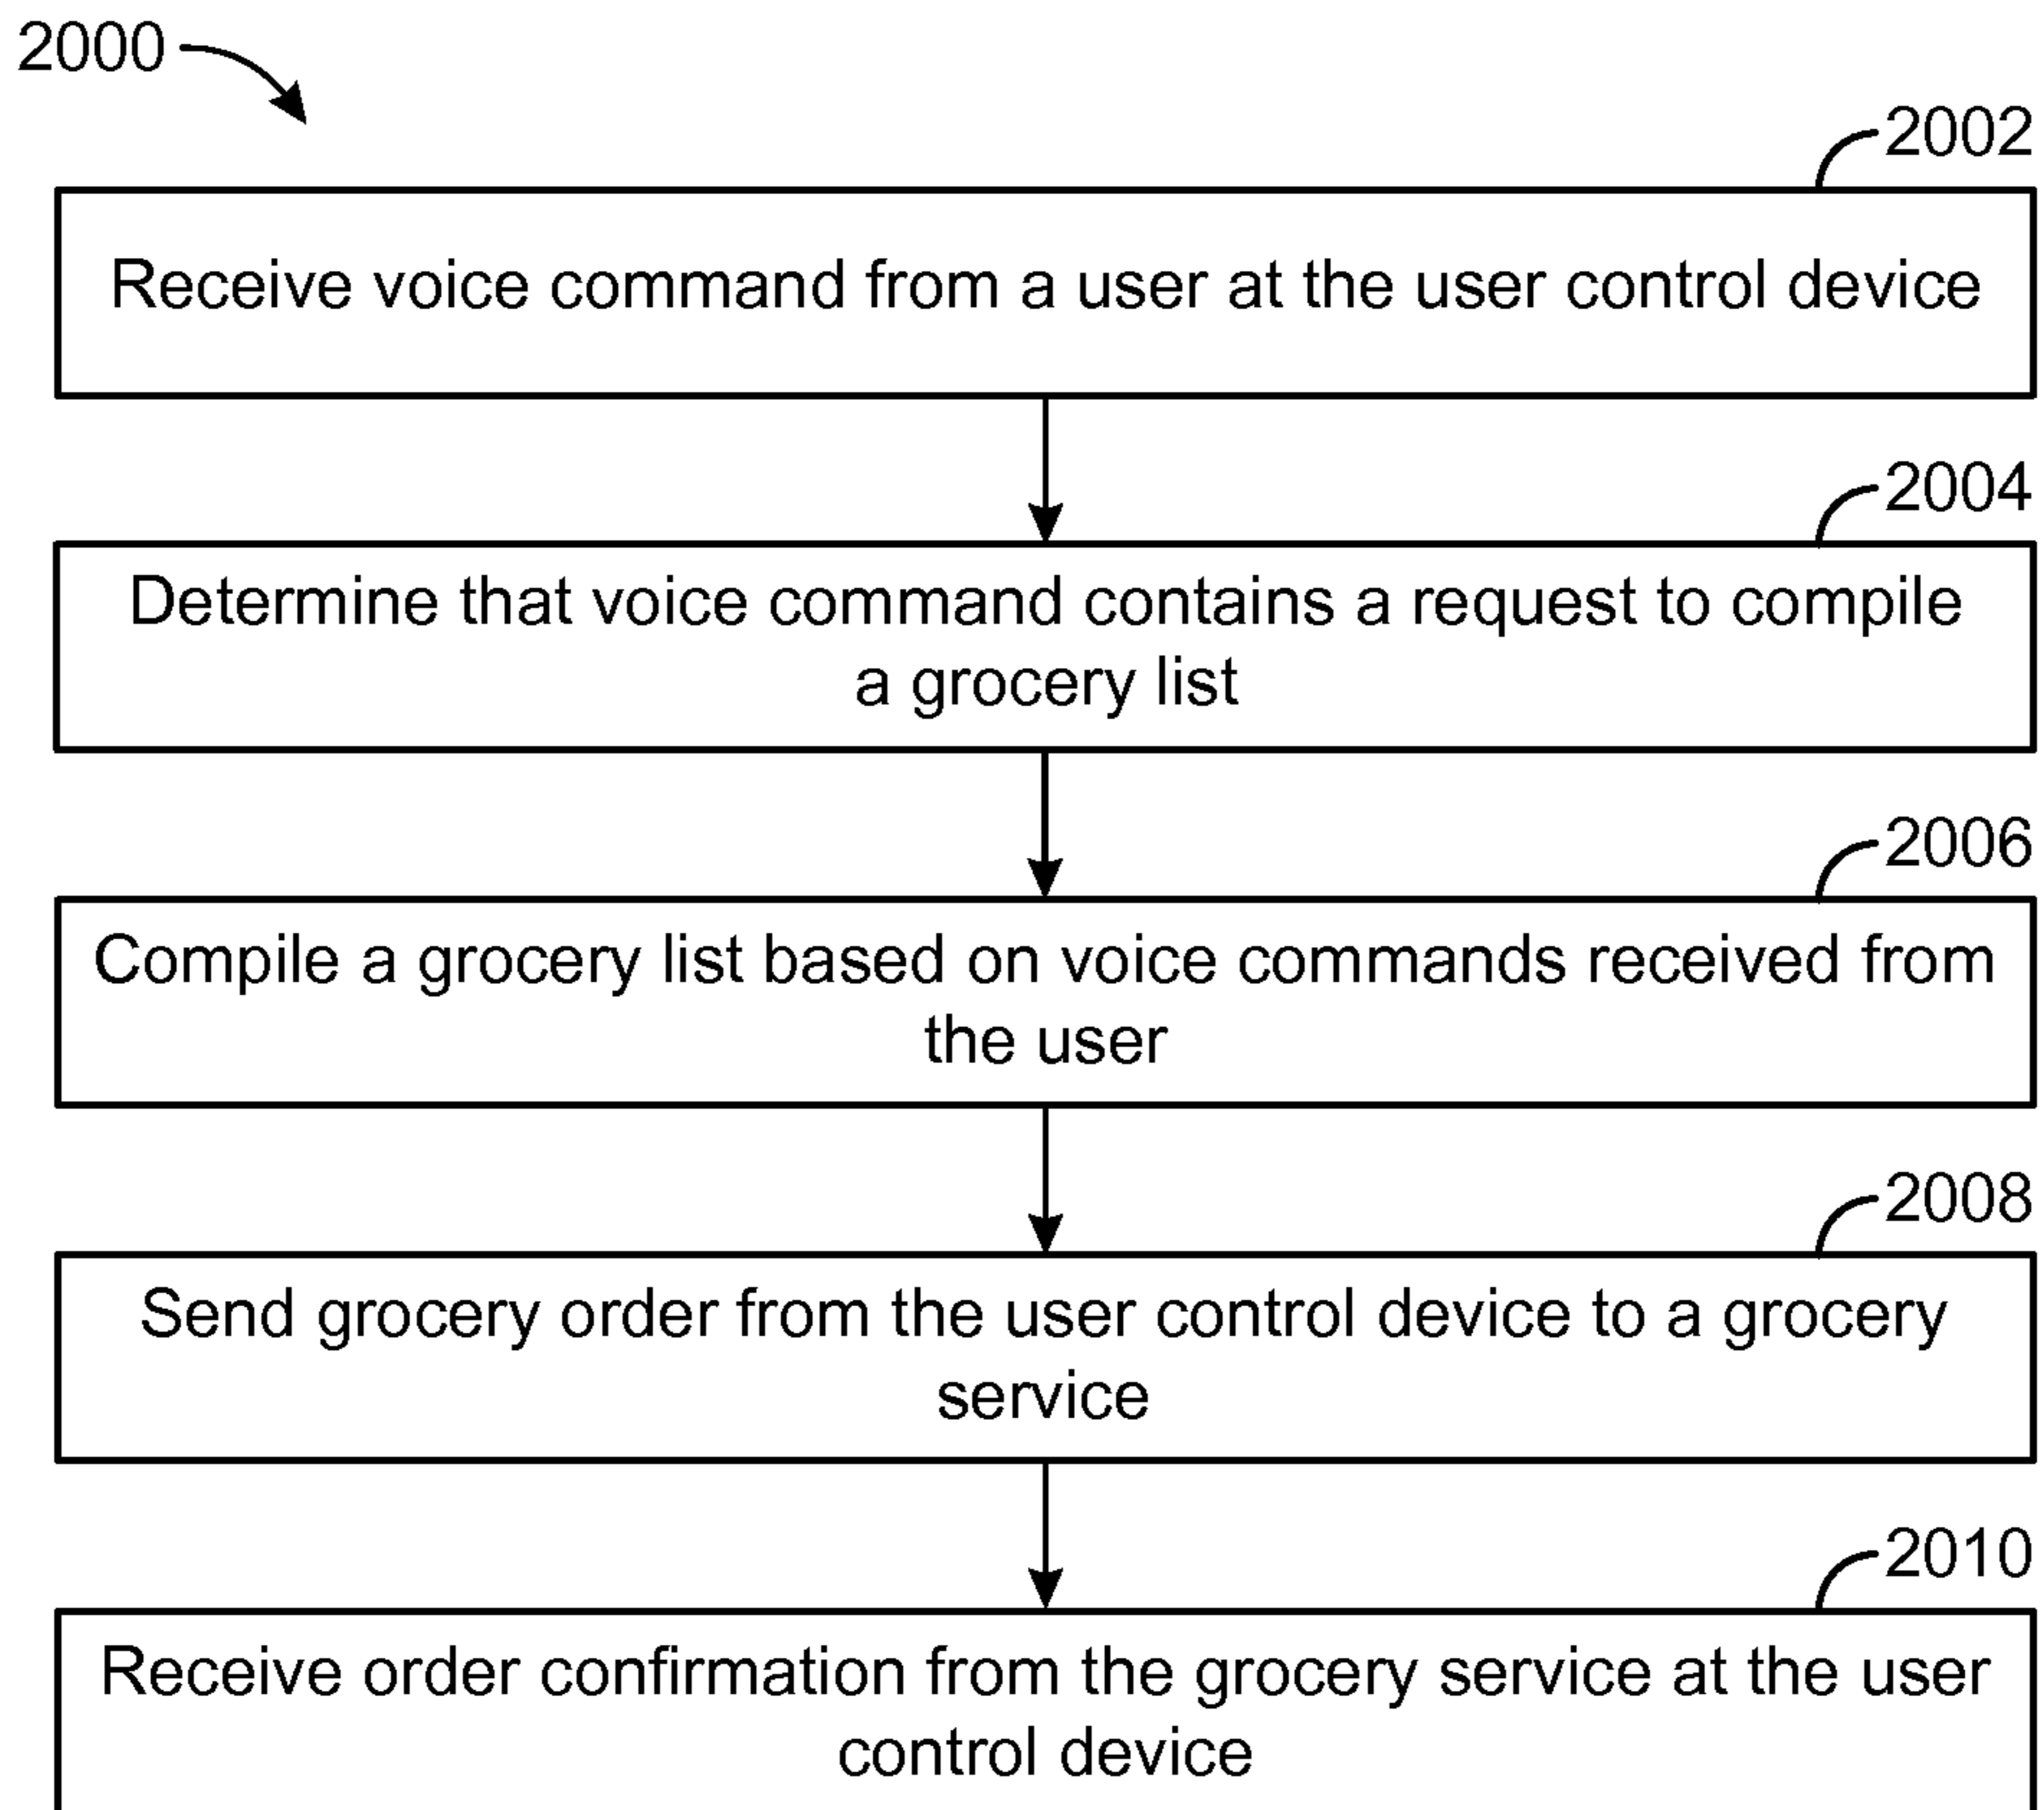 2000
2002
Receive voice command from a user at the user control device
2004
Determine that voice command contains a request to compile
a grocery list
2006
Compile a grocery list based on voice commands received from
the user
2008
Send grocery order from the user control device to a grocery
service
2010
Receive order confirmation from the grocery service at the user
control device